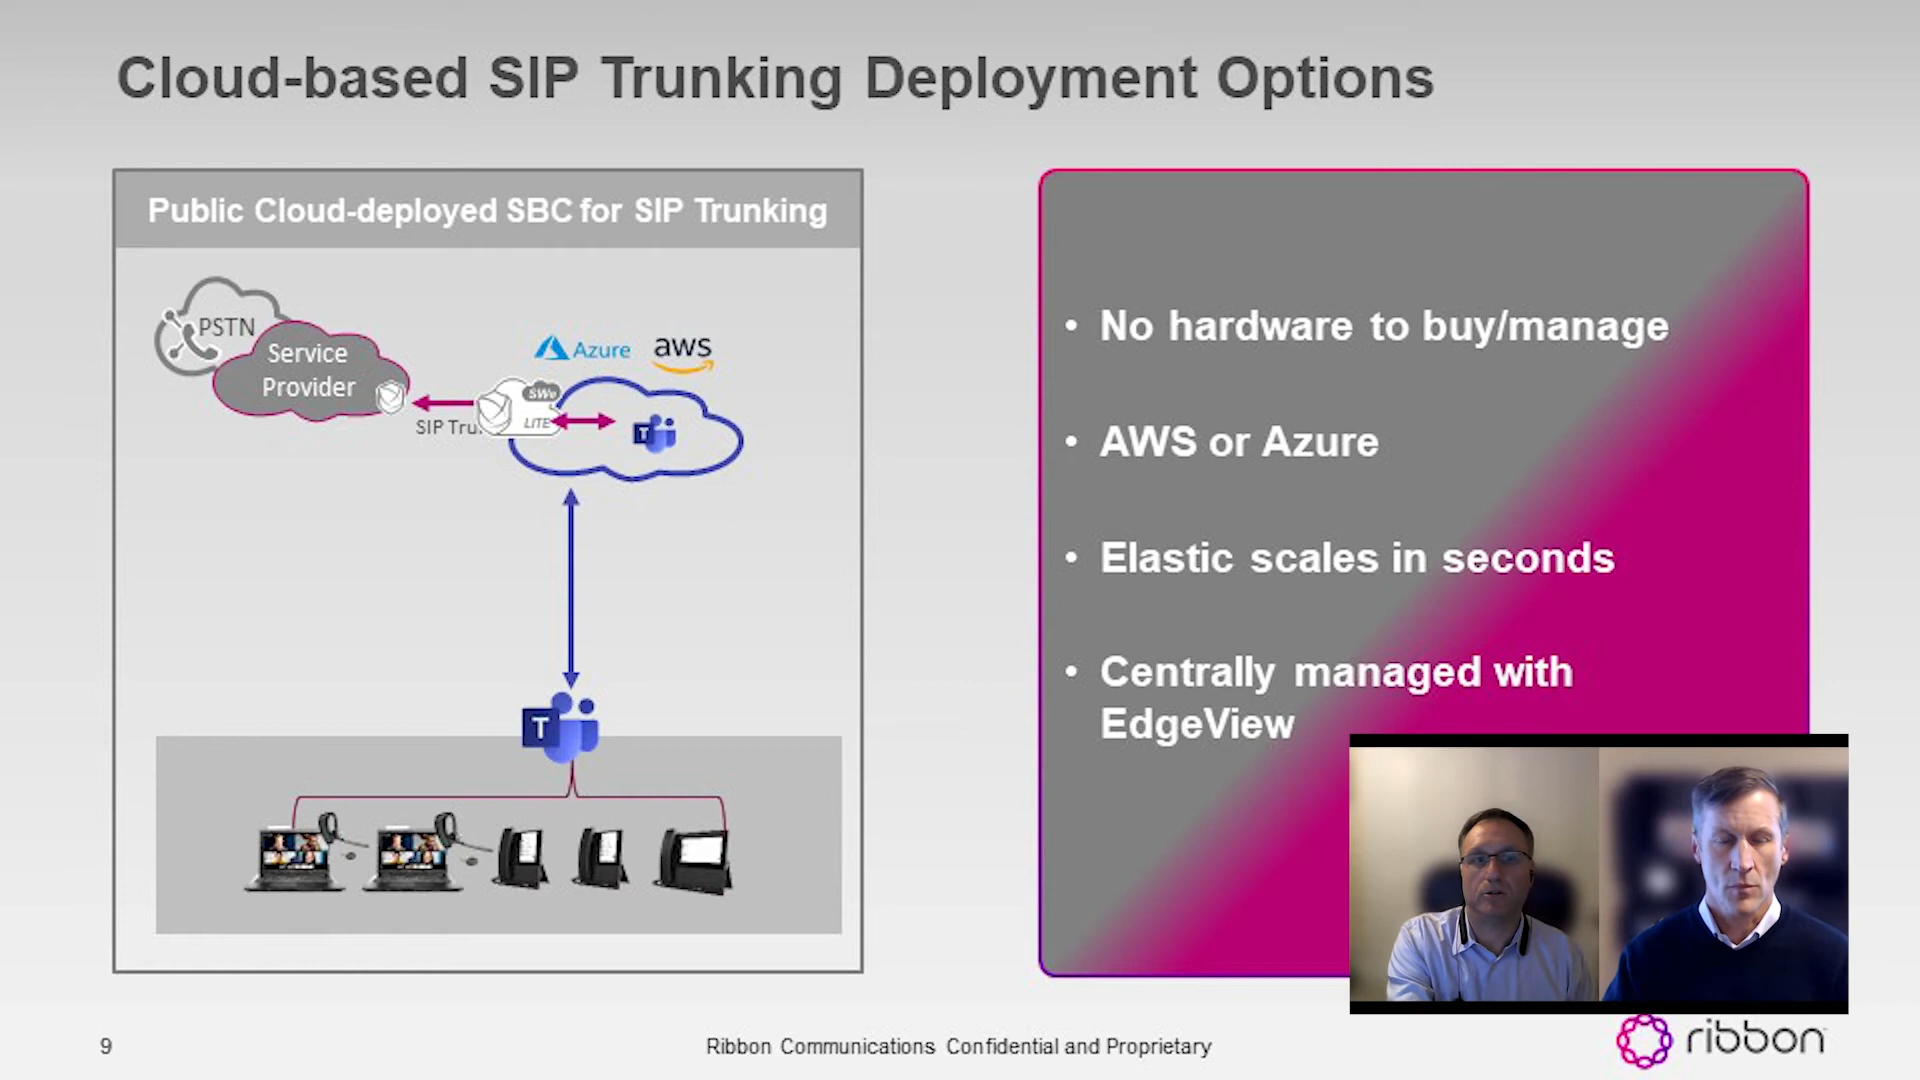 Cloud-based SIP Trunking Deployment Options
Public Cloud-deployed SBC for SIP Trunking
PSTN
Service
Provider
Azure
aws
SWe
LITE
SIP Tru
T
T
• No hardware to buy/manage
• AWS or Azure
• Elastic scales in seconds
• Centrally managed with
EdgeView
9
Ribbon Communications Confidential and Proprietary
ribbon